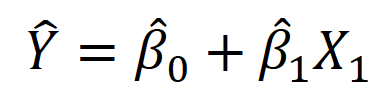 Ŷ = β̂₀ + β̂₁X₁